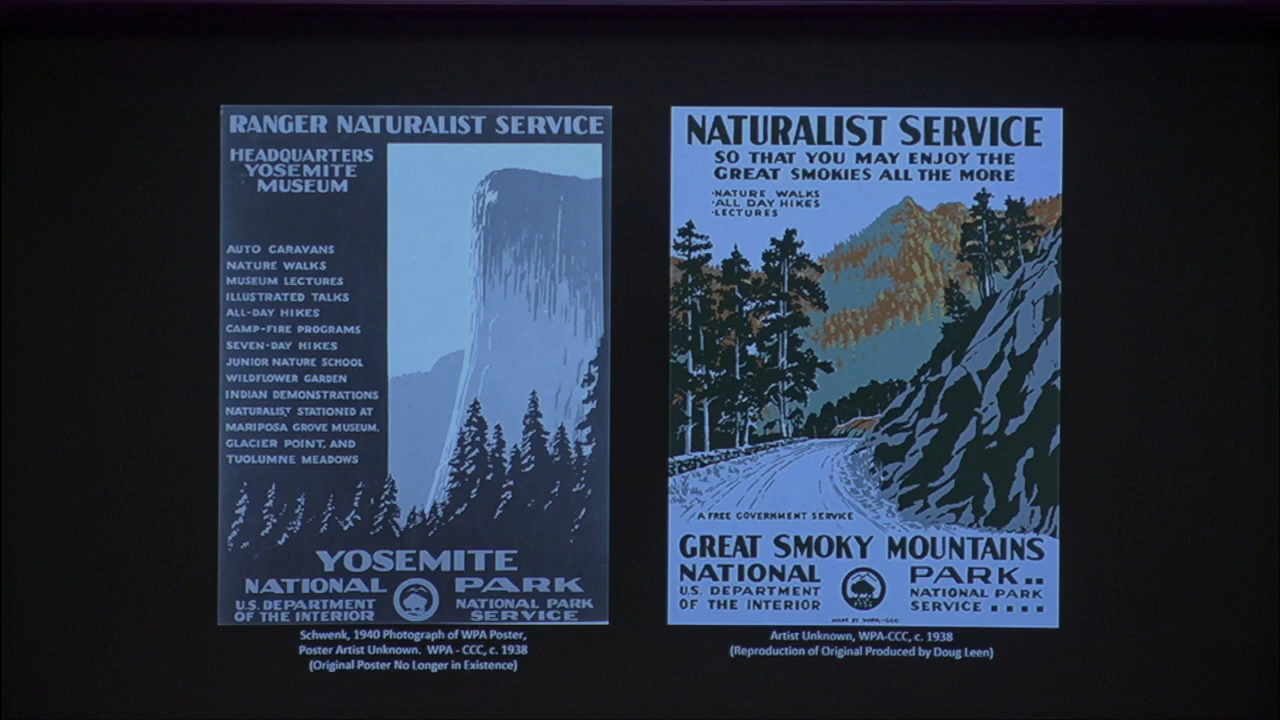 RANGER NATURALIST SERVICE
HEADQUARTERS
YOSEMITE
MUSEUM
AUTO CARAVANS
NATURE WALKS
MUSEUM LECTURES
ILLUSTRATED TALKS
ALL-DAY HIKES
CAMP-FIRE PROGRAMS
SEVEN-DAY HIKES
JUNIOR NATURE SCHOOL
WILDFLOWER GARDEN
INDIAN DEMONSTRATIONS
NATURALIST STATIONED AT
MARIPOSA GROVE MUSEUM,
GLACIER POINT, AND
TUOLUMNE MEADOWS
YOSEMITE
NATIONAL PARK
U.S. DEPARTMENT
OF THE INTERIOR
NATIONAL PARK
SERVICE
Schwenk, 1940 Photograph of WPA Poster,
Poster Artist Unknown. WPA - CCC, c. 1938
(Original Poster No Longer in Existence)
NATURALIST SERVICE
SO THAT YOU MAY ENJOY THE
GREAT SMOKIES ALL THE MORE
·NATURE WALKS
·ALL DAY HIKES
·LECTURES
A FREE GOVERNMENT SERVICE
GREAT SMOKY MOUNTAINS
NATIONAL PARK..
U.S. DEPARTMENT
OF THE INTERIOR
NATIONAL PARK
SERVICE ....
MADE BY WPA-CCC
Artist Unknown, WPA-CCC, c. 1938
(Reproduction of Original Produced by Doug Leen)